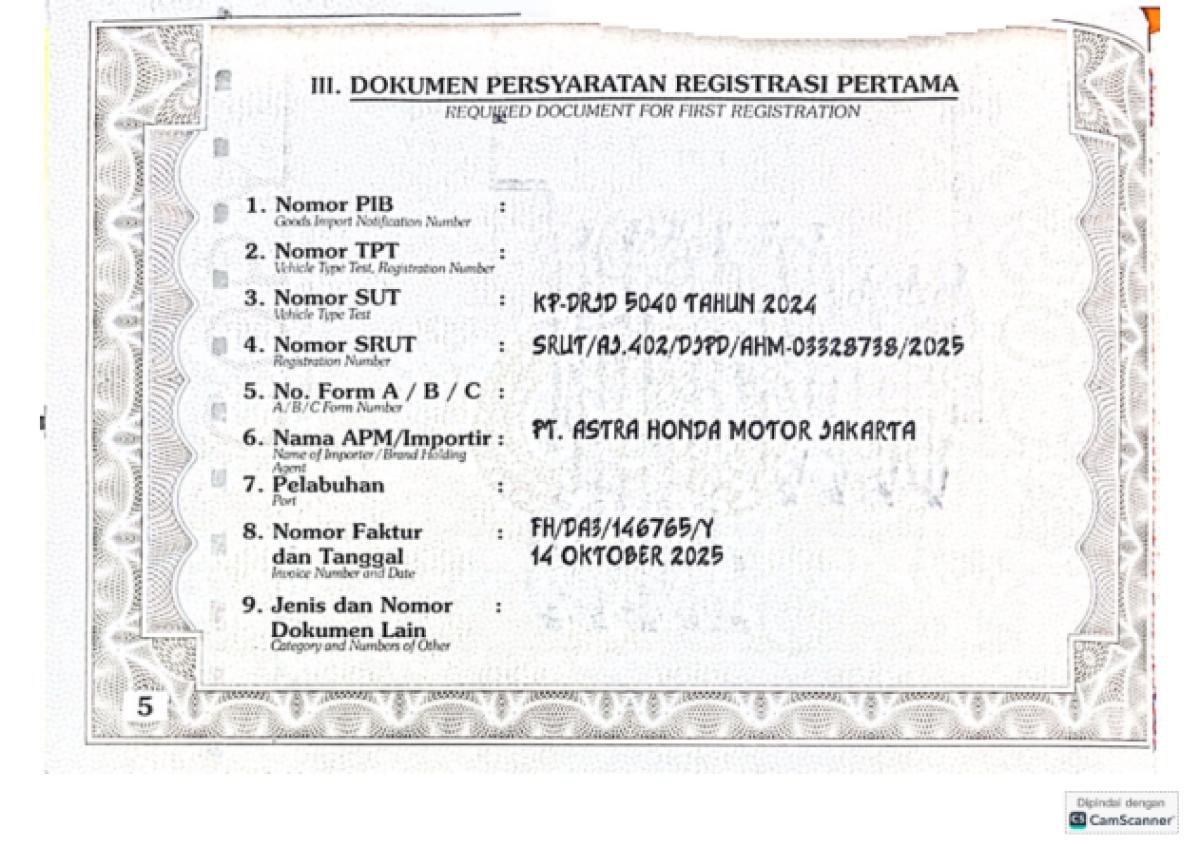 III. DOKUMEN PERSYARATAN REGISTRASI PERTAMA
REQUIRED DOCUMENT FOR FIRST REGISTRATION
1. Nomor PIB :
Goods Import Notification Number
2. Nomor TPT :
Vehicle Type Test, Registration Number
3. Nomor SUT : KP-DRJD 5040 TAHUN 2024
Vehicle Type Test
4. Nomor SRUT : SRUT/AJ.402/DJPD/AHM-03328738/2025
Registration Number
5. No. Form A / B / C :
A/B/C Form Number
6. Nama APM/Importir : PT. ASTRA HONDA MOTOR JAKARTA
Name of Importer/Brand Holding
Agent
7. Pelabuhan :
Port
8. Nomor Faktur : FH/DA3/146765/Y
dan Tanggal 14 OKTOBER 2025
Invoice Number and Date
9. Jenis dan Nomor :
Dokumen Lain
Category and Numbers of Other
5
Dipindai dengan
CS CamScanner